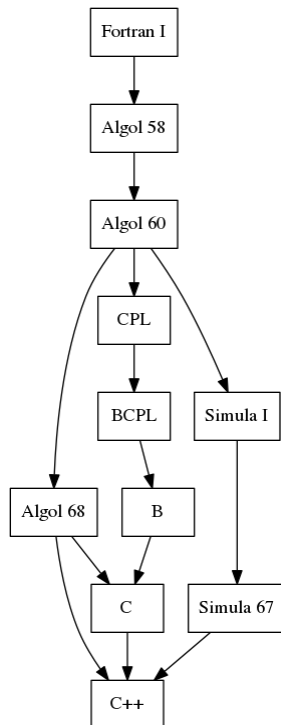 Fortran I
Algol 58
Algol 60
CPL
BCPL
Simula I
Algol 68
B
C
Simula 67
C++